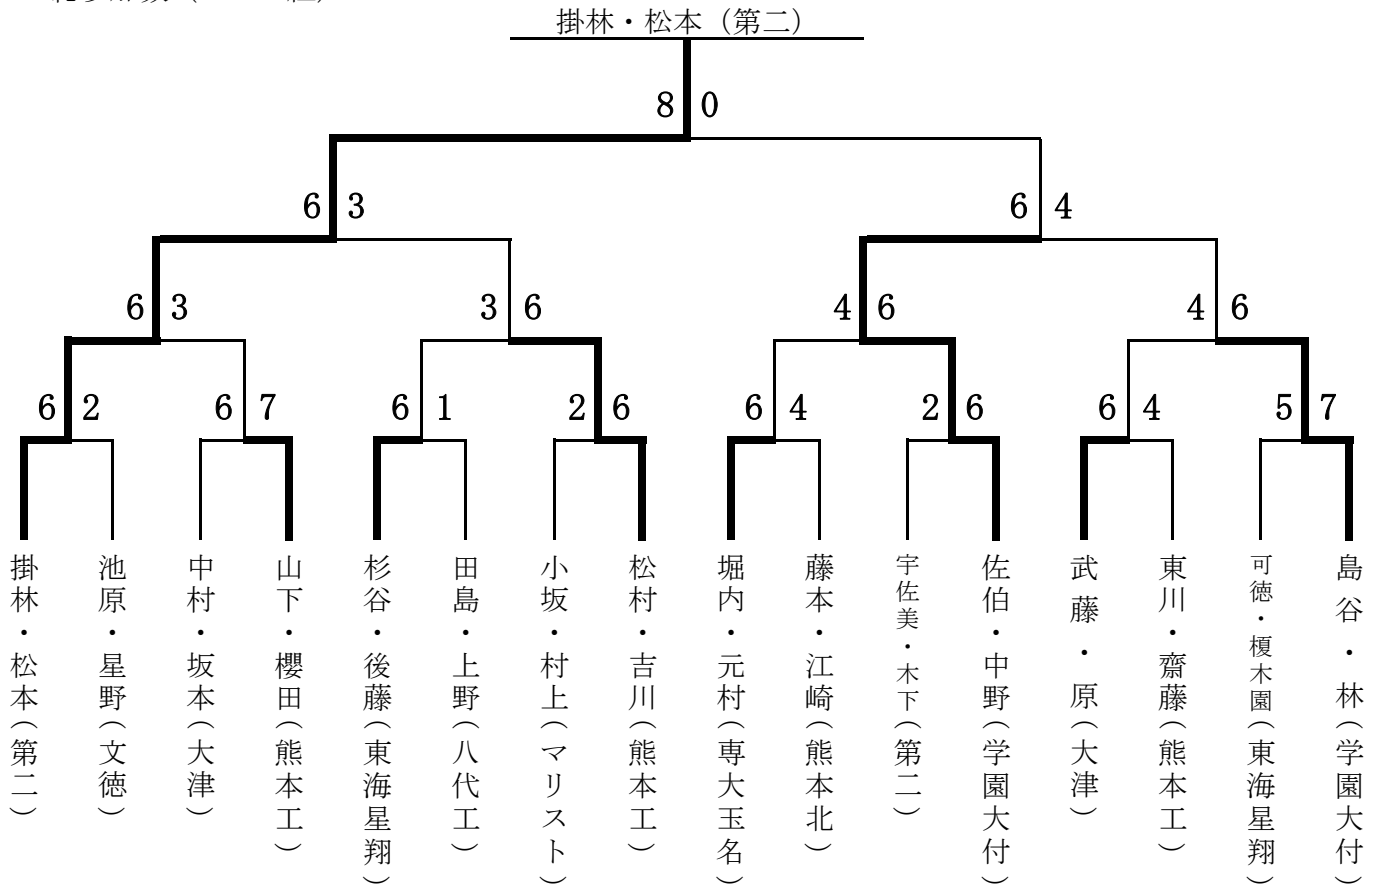 掛林・松本（第二）
8 0
6 3 6 4
6 3 3 6 4 6 4 6
6 2 6 7 6 1 2 6 6 4 2 6 6 4 5 7
掛林・松本（第二）
池原・星野（文徳）
中村・坂本（大津）
山下・櫻田（熊本工）
杉谷・後藤（東海星翔）
田島・上野（八代工）
小坂・村上（マリスト）
松村・吉川（熊本工）
堀内・元村（専大玉名）
藤本・江崎（熊本北）
宇佐美・木下（第二）
佐伯・中野（学園大付）
武藤・原（大津）
東川・齋藤（熊本工）
可徳・榎木園（東海星翔）
島谷・林（学園大付）